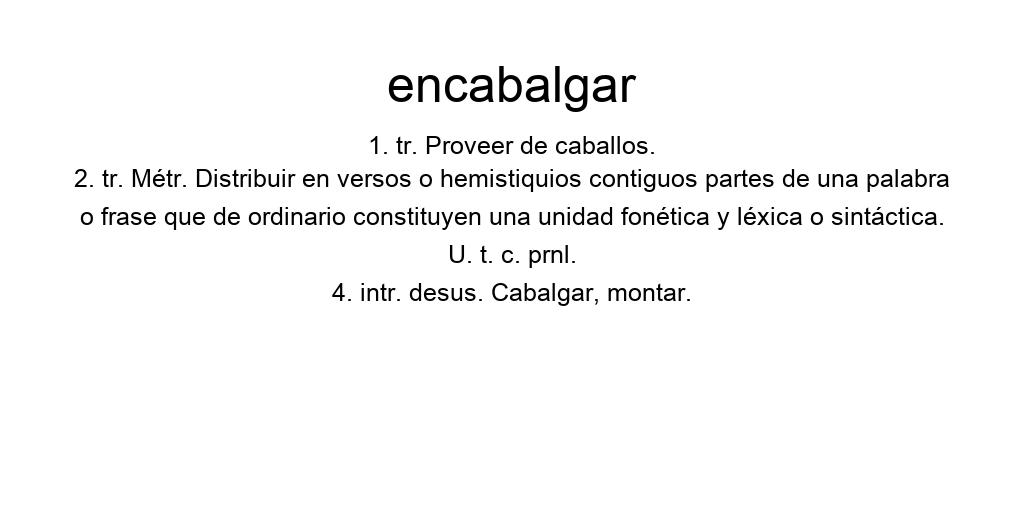 encabalgar
1. tr. Proveer de caballos.
2. tr. Métr. Distribuir en versos o hemistiquios contiguos partes de una palabra
o frase que de ordinario constituyen una unidad fonética y léxica o sintáctica.
U. t. c. prnl.
4. intr. desus. Cabalgar, montar.